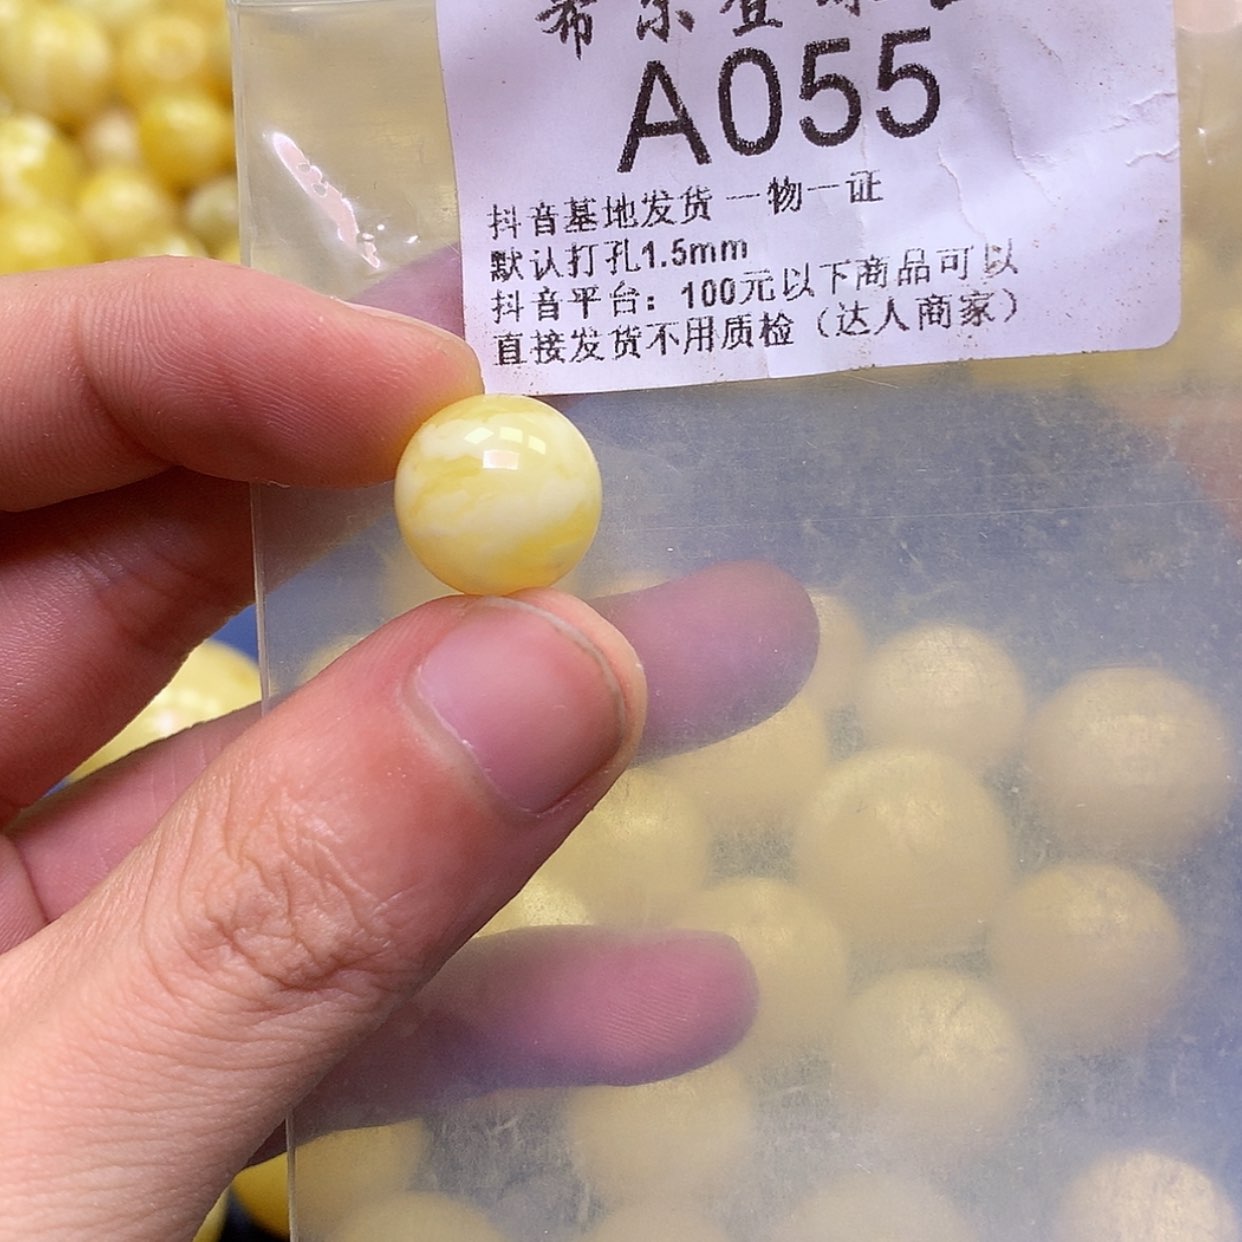 A055
抖音基地发货 一物一证
默认打孔1.5mm
抖音平台：100元以下商品可以
直接发货不用质检（达人商家）